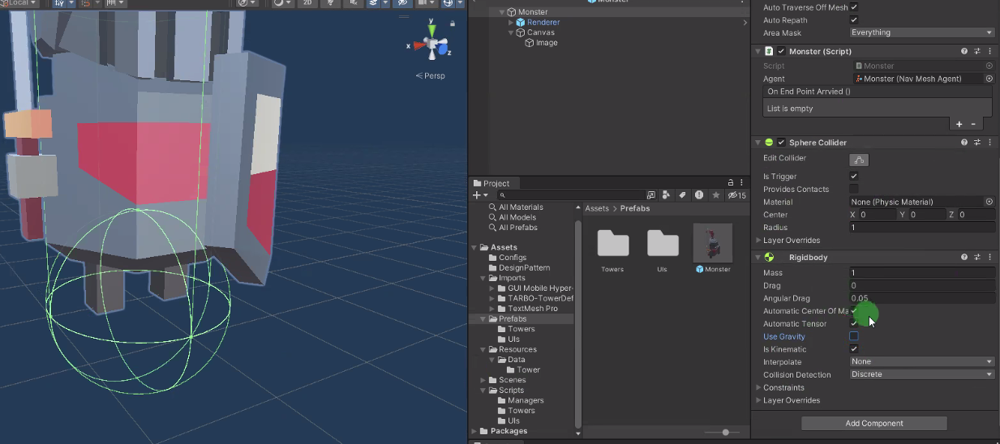 Local
2D
y
x
z
Persp
Monster
Monster
Renderer
Canvas
Image
Project
15
All Materials
All Models
All Prefabs
Assets
Configs
DesignPattern
Imports
GUI Mobile Hyper-
TARBO-TowerDef
TextMesh Pro
Prefabs
Towers
UIs
Resources
Data
Tower
Scenes
Scripts
Managers
Towers
UIs
Packages
Assets > Prefabs
Towers
UIs
Monster
Auto Traverse Off Mesh
Auto Repath
Area Mask Everything
# Monster (Script)
Script Monster
Agent Monster (Nav Mesh Agent)
On End Point Arrvied ()
List is empty
+ -
Sphere Collider
Edit Collider
Is Trigger
Provides Contacts
Material None (Physic Material)
Center X 0 Y 0 Z 0
Radius 1
Layer Overrides
Rigidbody
Mass 1
Drag 0
Angular Drag 0.05
Automatic Center Of Ma
Automatic Tensor
Use Gravity
Is Kinematic
Interpolate None
Collision Detection Discrete
Constraints
Layer Overrides
Add Component